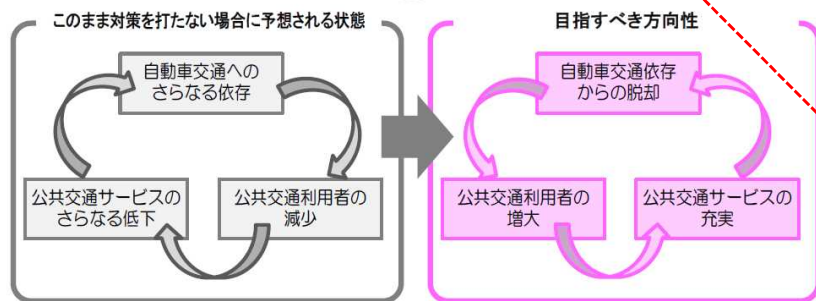 このまま対策を打たない場合に予想される状態
自動車交通への
さらなる依存
公共交通サービスの
さらなる低下
公共交通利用者の
減少
目指すべき方向性
自動車交通依存
からの脱却
公共交通利用者の
増大
公共交通サービスの
充実